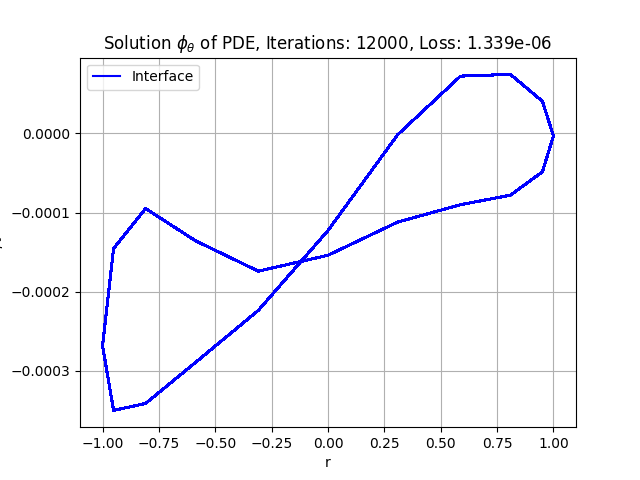 Solution ϕθ of PDE, Iterations: 12000, Loss: 1.339e-06
Interface
0.0000
−0.0001
−0.0002
−0.0003
−1.00 −0.75 −0.50 −0.25 0.00 0.25 0.50 0.75 1.00
r